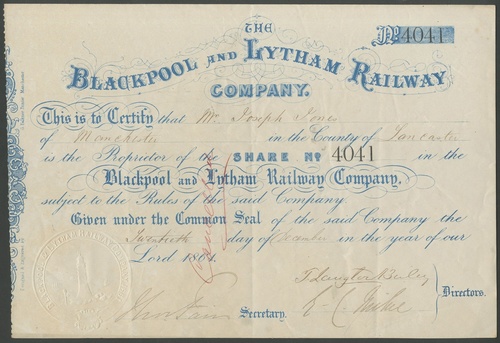 THE
BLACKPOOL AND LYTHAM RAILWAY
COMPANY.
No. 4041
This is to Certify that Mr. Joseph Jones
of Manchester in the County of Lancaster
is the Proprietor of the SHARE No 4041 in the
Blackpool and Lytham Railway Company,
subject to the Rules of the said Company.
Given under the Common Seal of the said Company the
Twentieth day of December in the year of our
Lord 1861.
Secretary.
Directors.